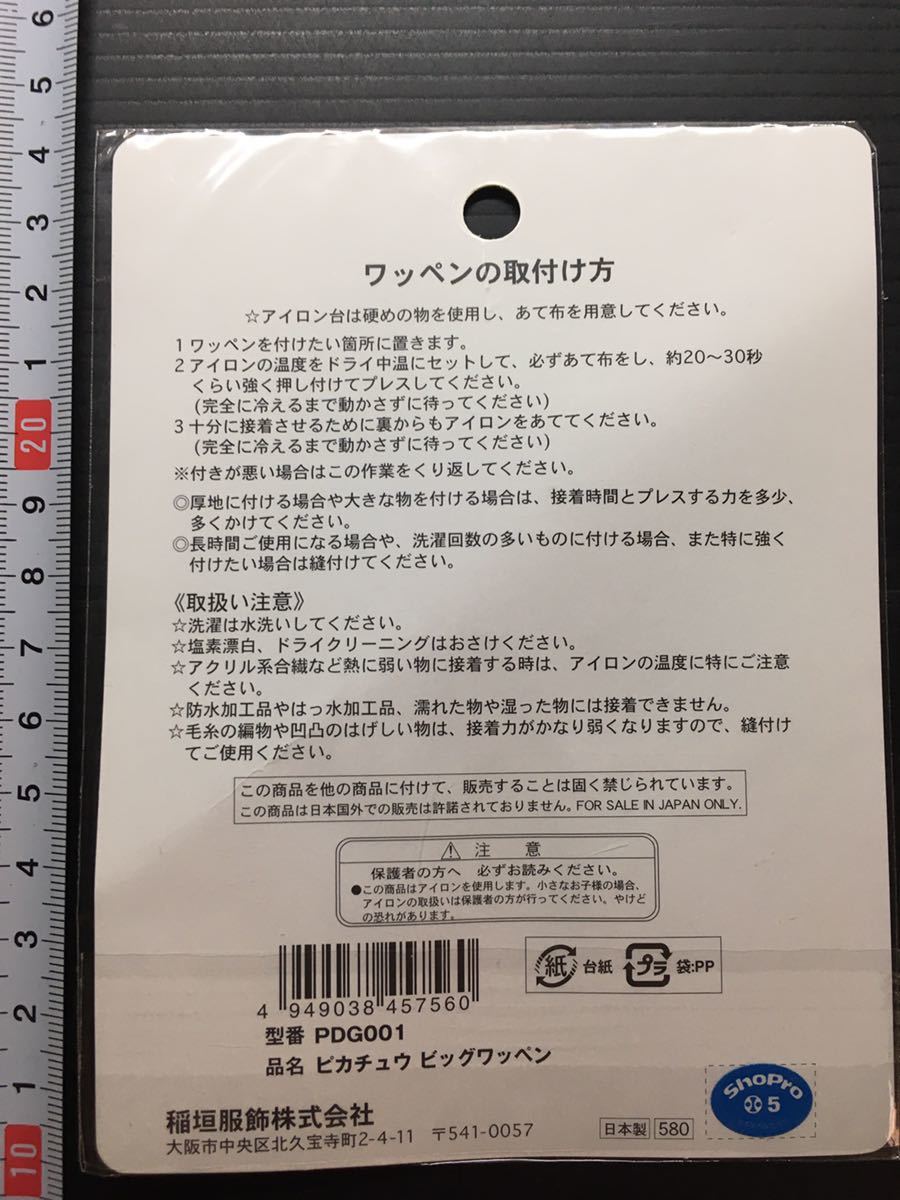 6
5
4
3
2
1
20
9
8
7
6
5
4
3
2
1
10
ワッペンの取付け方
☆アイロン台は硬めの物を使用し、あて布を用意してください。
1 ワッペンを付けたい箇所に置きます。
2 アイロンの温度をドライ中温にセットして、必ずあて布をし、約20〜30秒
くらい強く押し付けてプレスしてください。
(完全に冷えるまで動かさずに待ってください)
3 十分に接着させるために裏からもアイロンをあててください。
(完全に冷えるまで動かさずに待ってください)
※付きが悪い場合はこの作業をくり返してください。
◎厚地に付ける場合や大きな物を付ける場合は、接着時間とプレスする力を多少、
多くかけてください。
◎長時間ご使用になる場合や、洗濯回数の多いものに付ける場合、また特に強く
付けたい場合は縫付けてください。
《取扱い注意》
☆洗濯は水洗いしてください。
☆塩素漂白、ドライクリーニングはおさけください。
☆アクリル系合繊など熱に弱い物に接着する時は、アイロンの温度に特にご注意
ください。
☆防水加工品やはっ水加工品、濡れた物や湿った物には接着できません。
☆毛糸の編物や凹凸のはげしい物は、接着力がかなり弱くなりますので、縫付け
てご使用ください。
この商品を他の商品に付けて、販売することは固く禁じられています。
この商品は日本国外での販売は許諾されておりません。FOR SALE IN JAPAN ONLY.
⚠ 注 意
保護者の方へ 必ずお読みください。
●この商品はアイロンを使用します。小さなお子様の場合、
アイロンの取扱いは保護者の方が行ってください。やけど
の恐れがあります。
紙 台紙 プラ 袋:PP
4 949038 457560
型番 PDG001
品名 ピカチュウ ビッグワッペン
ShoPro
5
稲垣服飾株式会社
大阪市中央区北久宝寺町2-4-11 〒541-0057
日本製 580